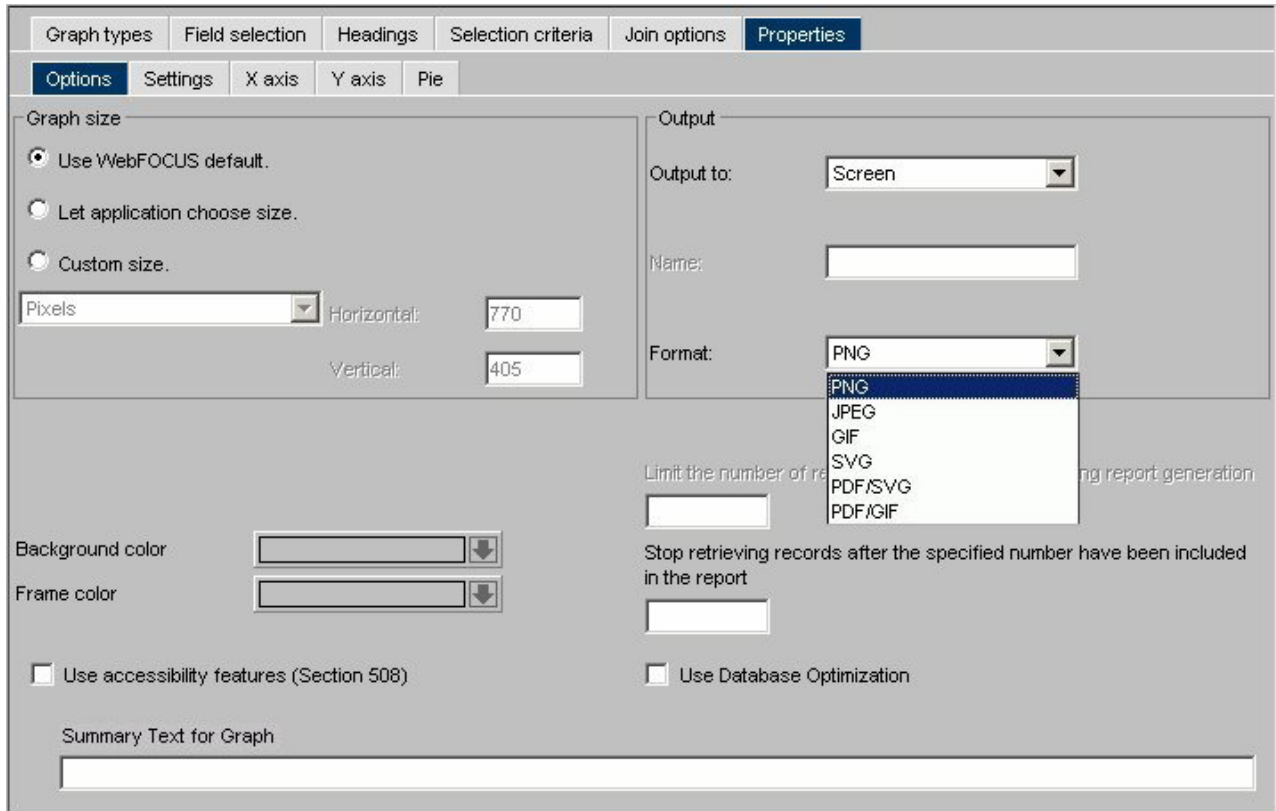 Graph types Field selection Headings Selection criteria Join options Properties
Options Settings X axis Y axis Pie
Graph size
Use WebFOCUS default.
Let application choose size.
Custom size.
Pixels Horizontal: 770
Vertical: 405
Output
Output to: Screen
Name:
Format: PNG
PNG
JPEG
GIF
SVG
PDF/SVG
PDF/GIF
Limit the number of re ng report generation
Background color
Frame color
Stop retrieving records after the specified number have been included
in the report
Use accessibility features (Section 508)
Use Database Optimization
Summary Text for Graph